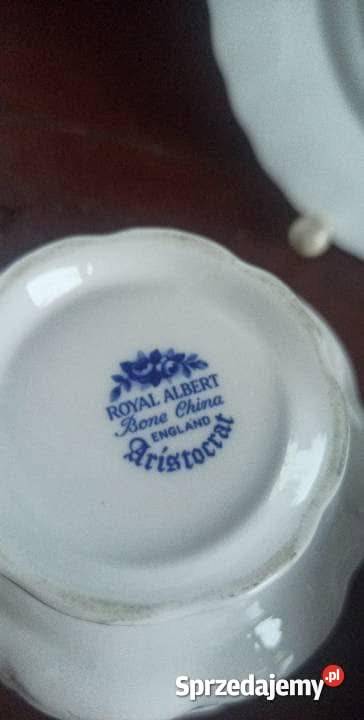 ROYAL ALBERT
Bone China
ENGLAND
Aristocrat
Sprzedajemy.pl